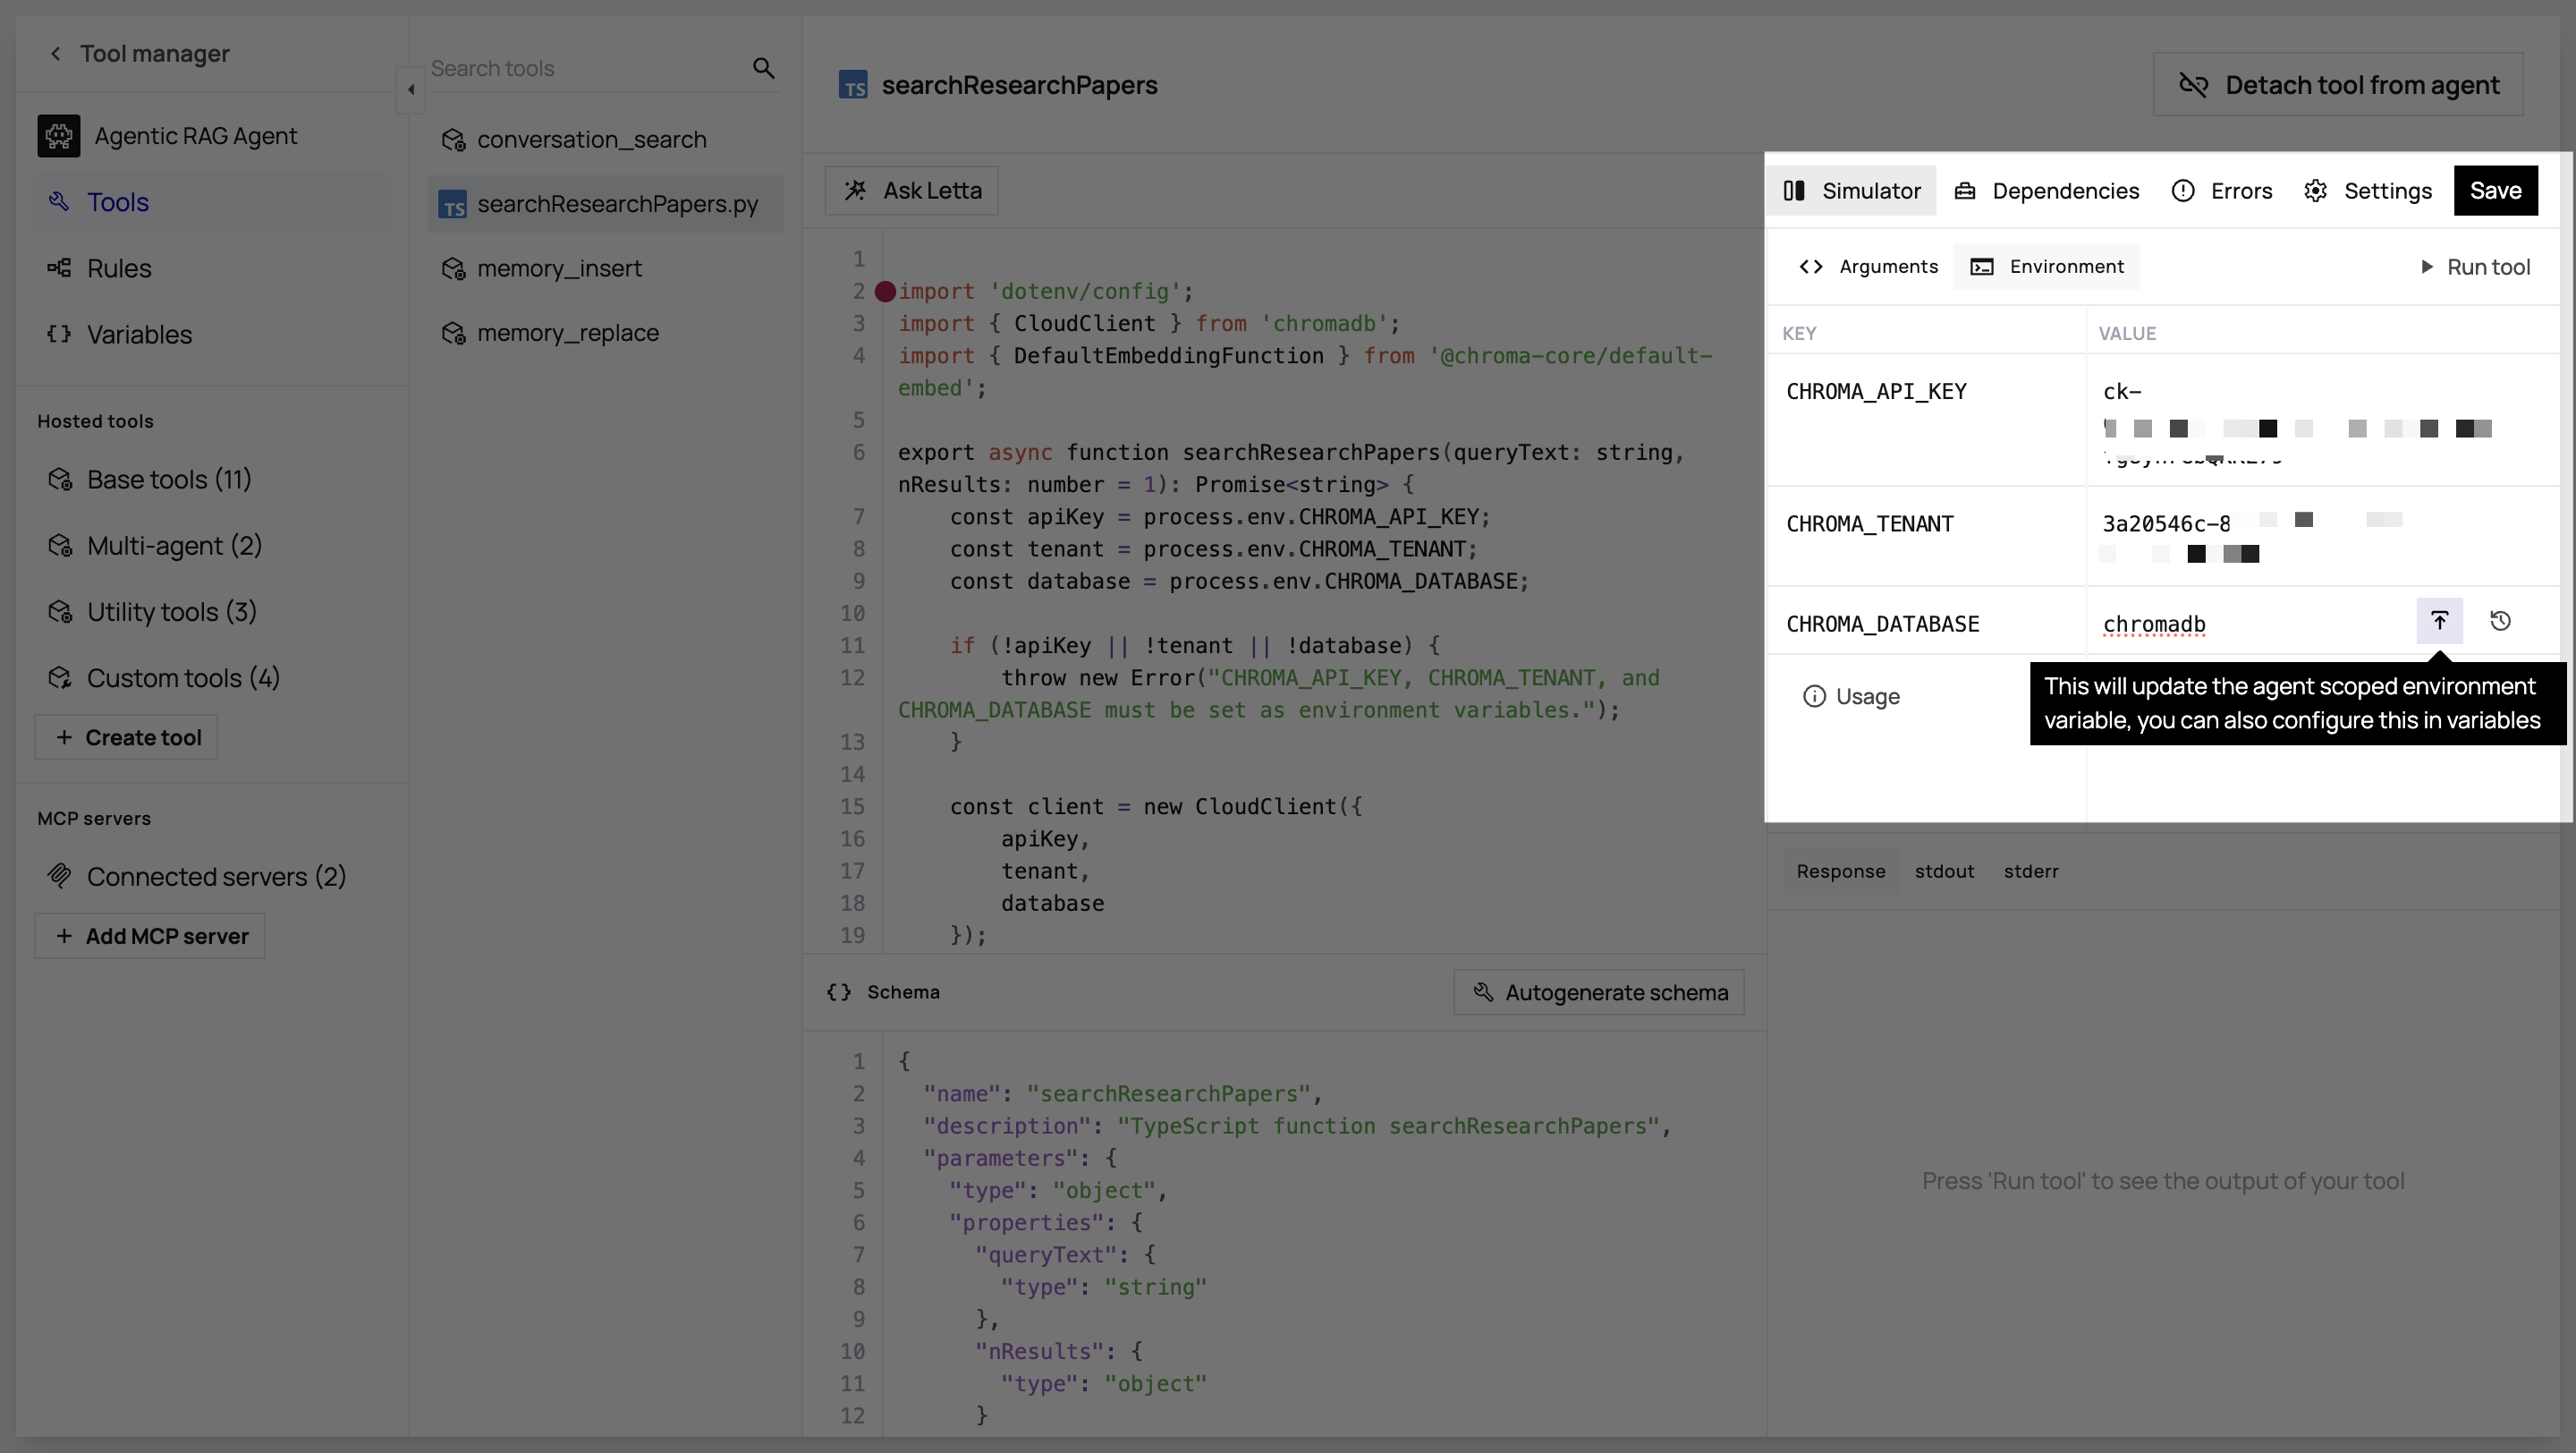 Tool manager
Agentic RAG Agent
Tools
Rules
Variables
Hosted tools
Base tools (11)
Multi-agent (2)
Utility tools (3)
Custom tools (4)
+ Create tool
MCP servers
Connected servers (2)
+ Add MCP server
Search tools
conversation_search
TS searchResearchPapers.py
memory_insert
memory_replace
TS searchResearchPapers
Detach tool from agent
Ask Letta
1
2 import 'dotenv/config';
3 import { CloudClient } from 'chromadb';
4 import { DefaultEmbeddingFunction } from '@chroma-core/default-
embed';
5
6 export async function searchResearchPapers(queryText: string,
nResults: number = 1): Promise<string> {
7 const apiKey = process.env.CHROMA_API_KEY;
8 const tenant = process.env.CHROMA_TENANT;
9 const database = process.env.CHROMA_DATABASE;
10
11 if (!apiKey || !tenant || !database) {
12 throw new Error("CHROMA_API_KEY, CHROMA_TENANT, and
CHROMA_DATABASE must be set as environment variables.");
13 }
14
15 const client = new CloudClient({
16 apiKey,
17 tenant,
18 database
19 });
{} Schema
Autogenerate schema
1 {
2 "name": "searchResearchPapers",
3 "description": "TypeScript function searchResearchPapers",
4 "parameters": {
5 "type": "object",
6 "properties": {
7 "queryText": {
8 "type": "string"
9 },
10 "nResults": {
11 "type": "object"
12 }
Simulator
Dependencies
Errors
Settings
Save
Arguments
Environment
Run tool
KEY VALUE
CHROMA_API_KEY ck-
CHROMA_TENANT 3a20546c-8
CHROMA_DATABASE chromadb
This will update the agent scoped environment
variable, you can also configure this in variables
Usage
Response stdout stderr
Press 'Run tool' to see the output of your tool